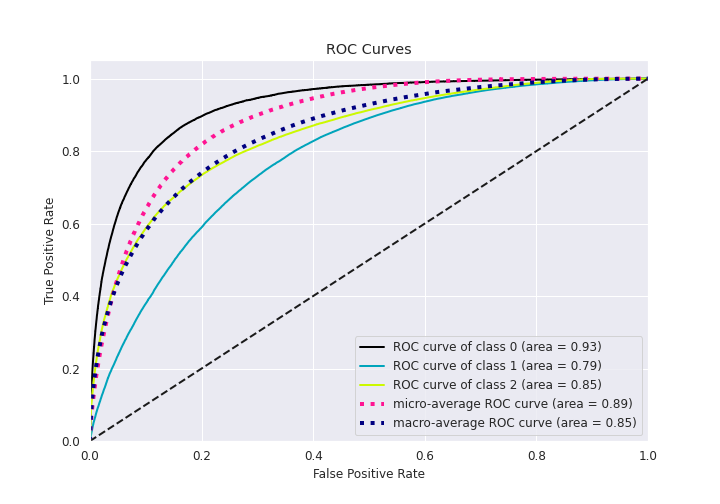 ROC Curves
True Positive Rate
1.0
0.8
0.6
0.4
0.2
0.0
ROC curve of class 0 (area = 0.93)
ROC curve of class 1 (area = 0.79)
ROC curve of class 2 (area = 0.85)
micro-average ROC curve (area = 0.89)
macro-average ROC curve (area = 0.85)
0.0 0.2 0.4 0.6 0.8 1.0
False Positive Rate